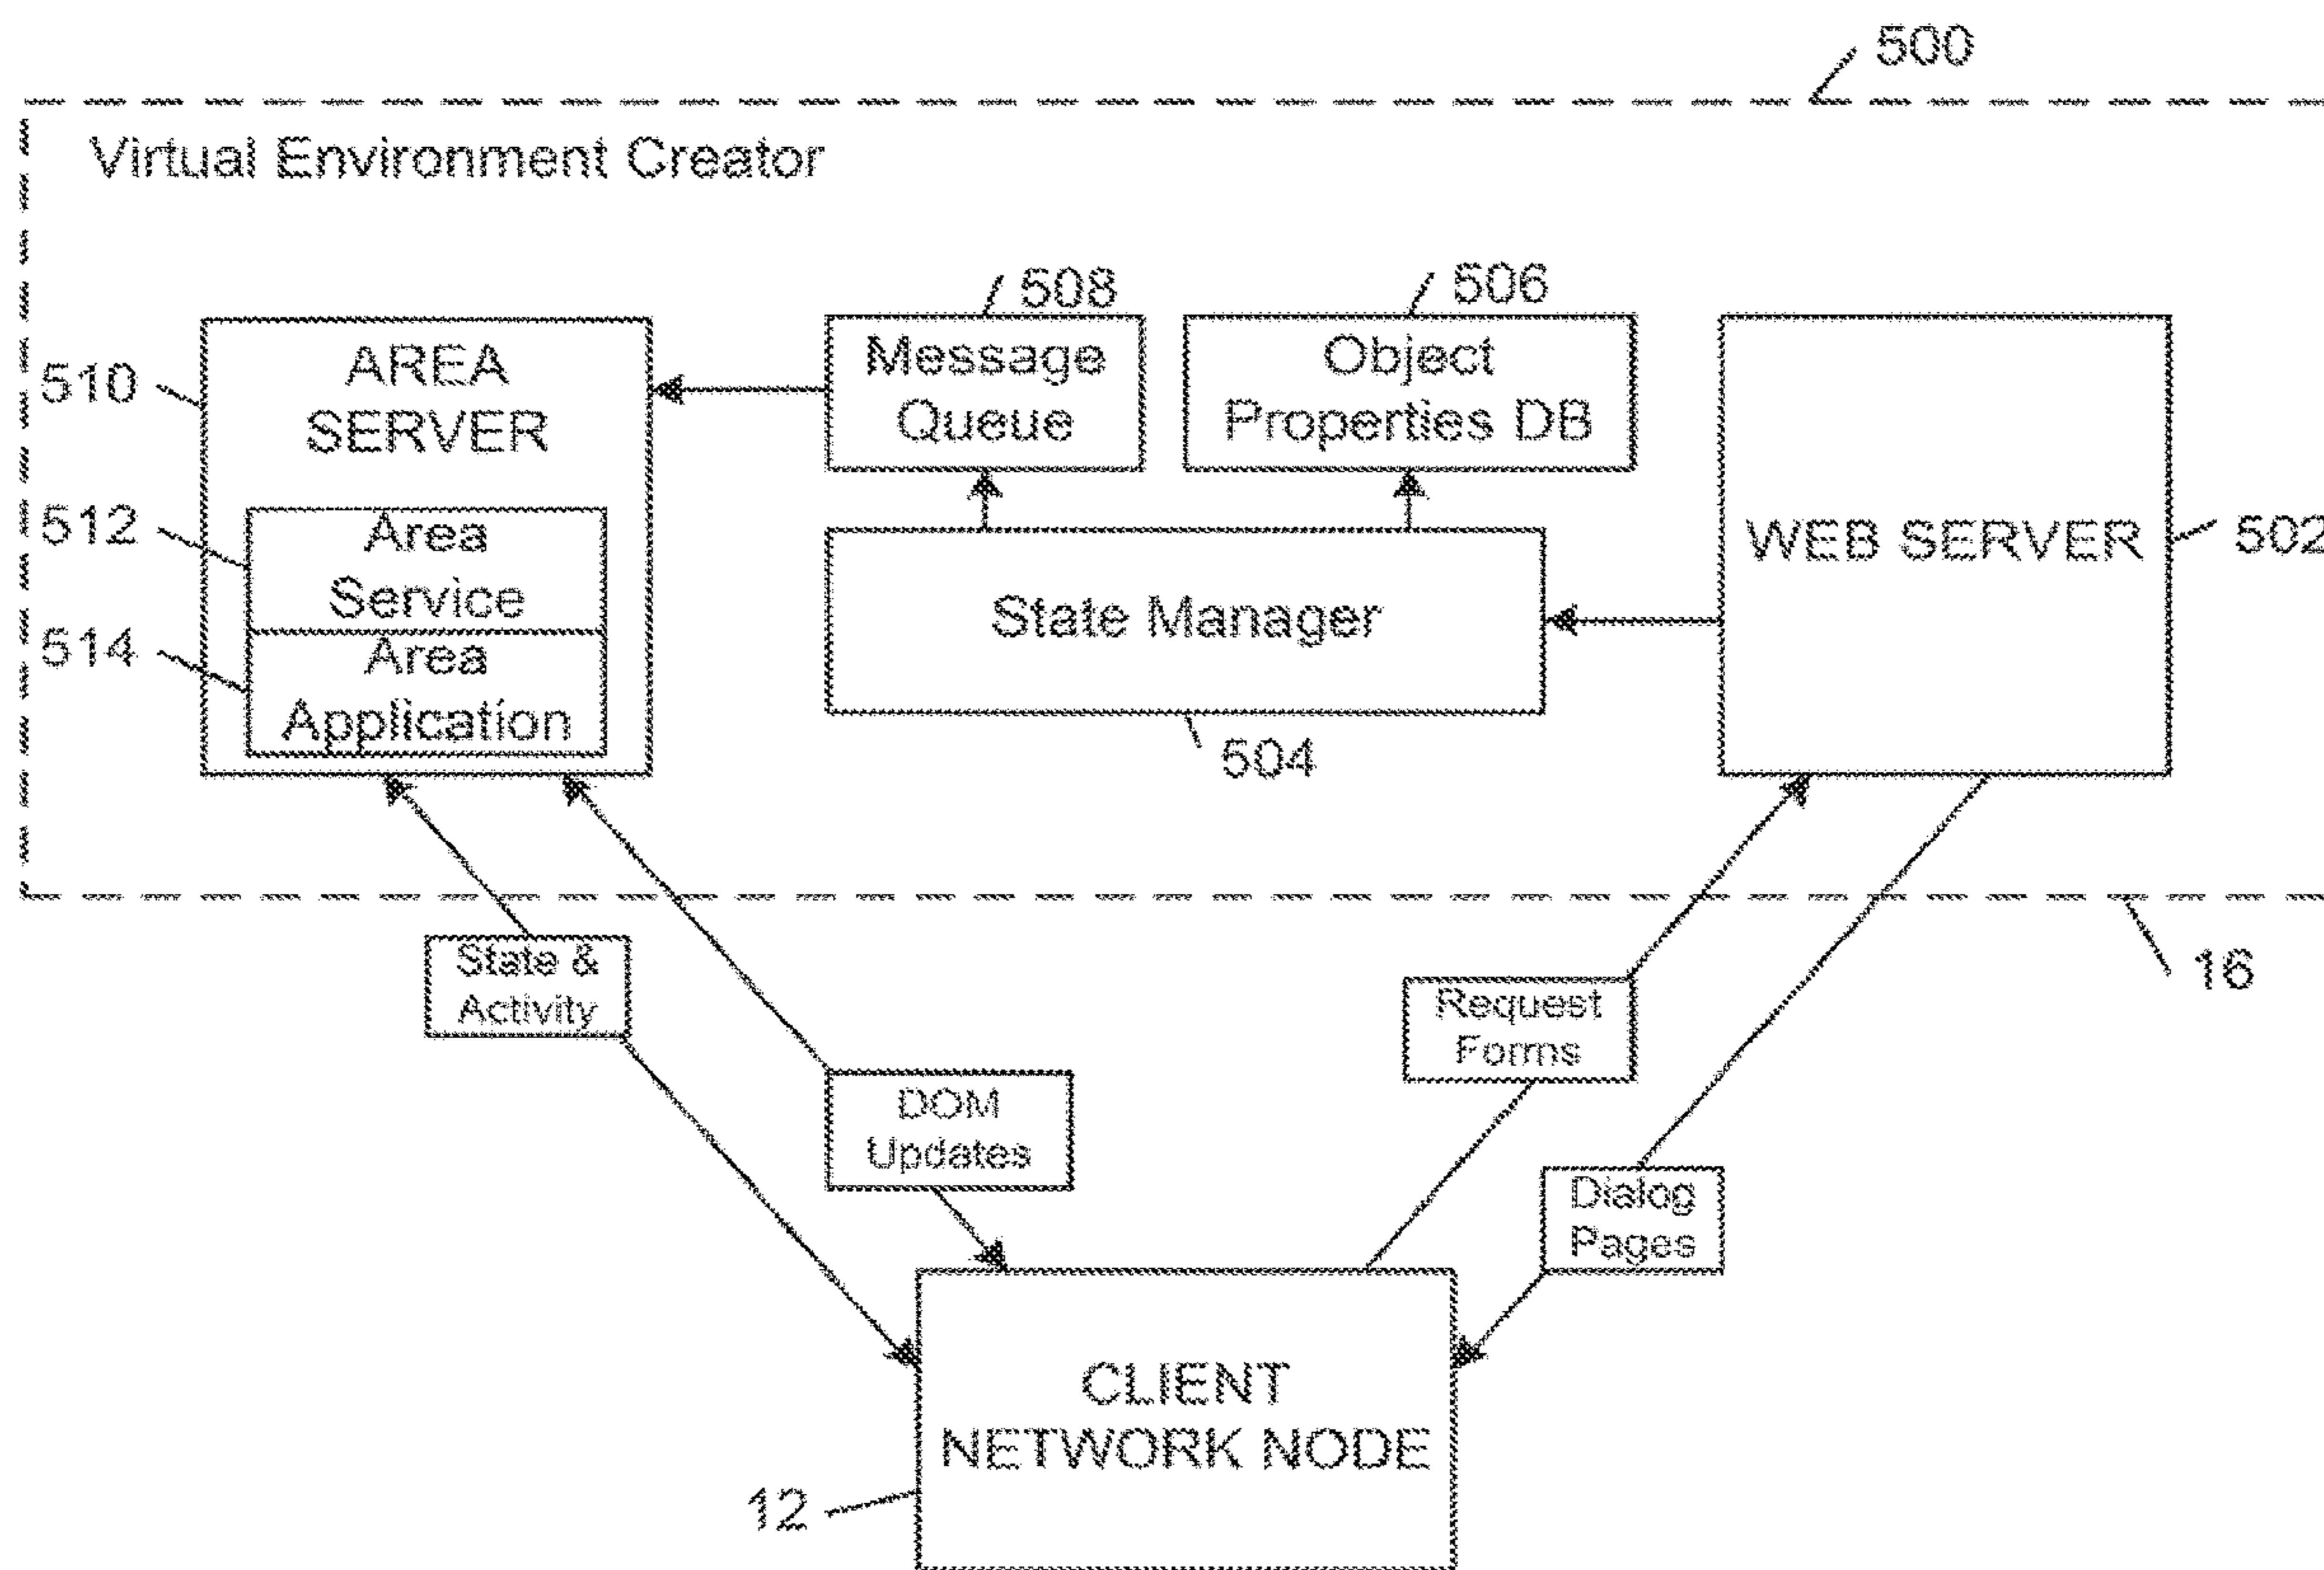 500
Virtual Environment Creator
508
506
510
AREA
SERVER
Message
Queue
Object
Properties DB
512
Area
Service
WEB SERVER
502
514
Area
Application
State Manager
504
State &
Activity
16
Request
Forms
DOM
Updates
Dialog
Pages
CLIENT
NETWORK NODE
12